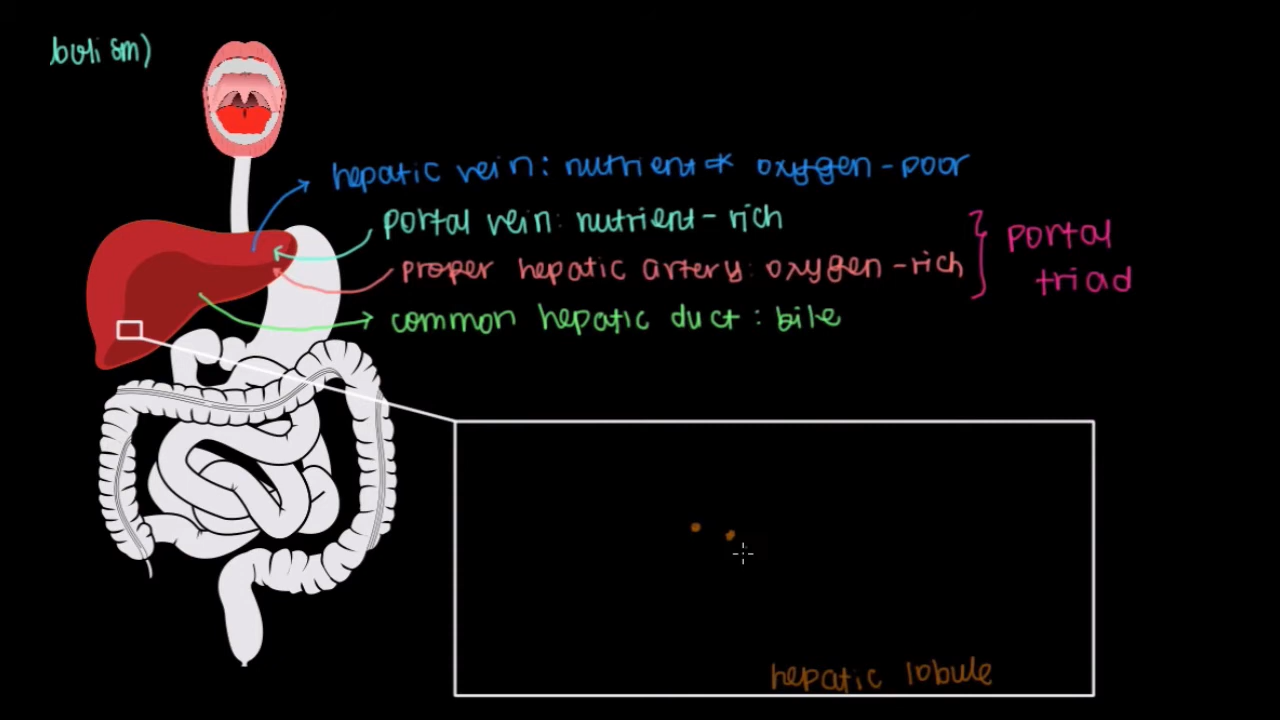 bolism)
hepatic vein: nutrient & oxygen-poor
portal vein: nutrient-rich
proper hepatic artery: oxygen-rich
common hepatic duct: bile
portal
triad
hepatic lobule